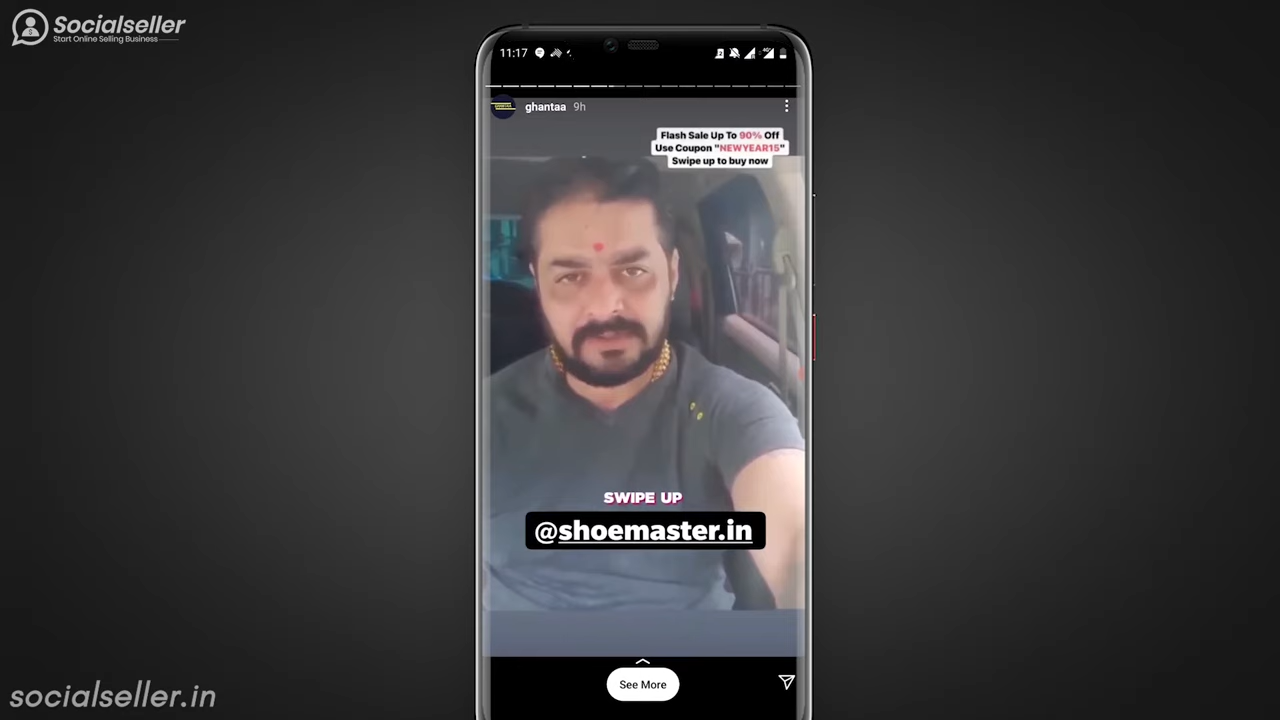 Socialseller
Start Online Selling Business
11:17
ghantaa 9h
Flash Sale Up To 90% Off
Use Coupon "NEWYEAR15"
Swipe up to buy now
SWIPE UP
@shoemaster.in
See More
socialseller.in